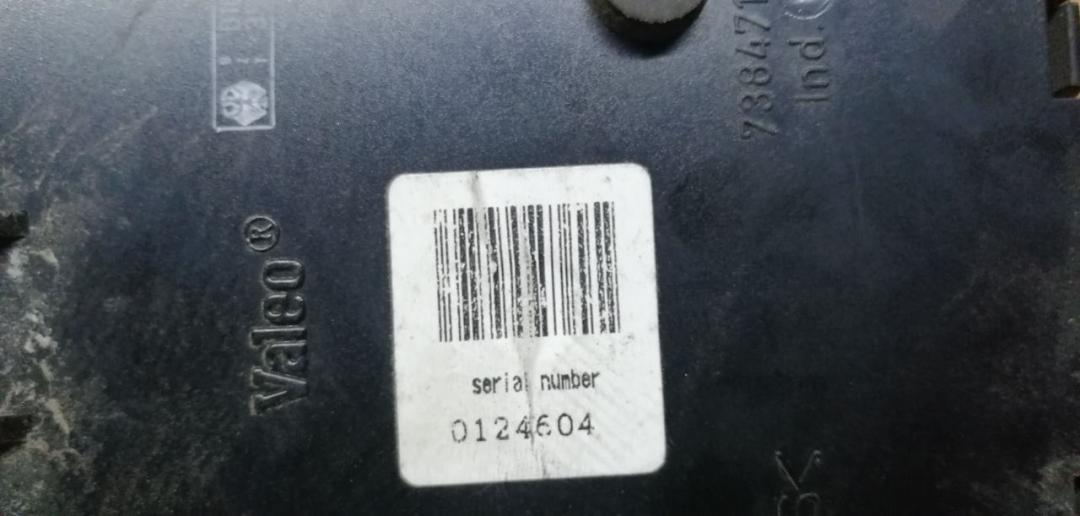 Valeo®
serial number
0124604
738471
Ind.